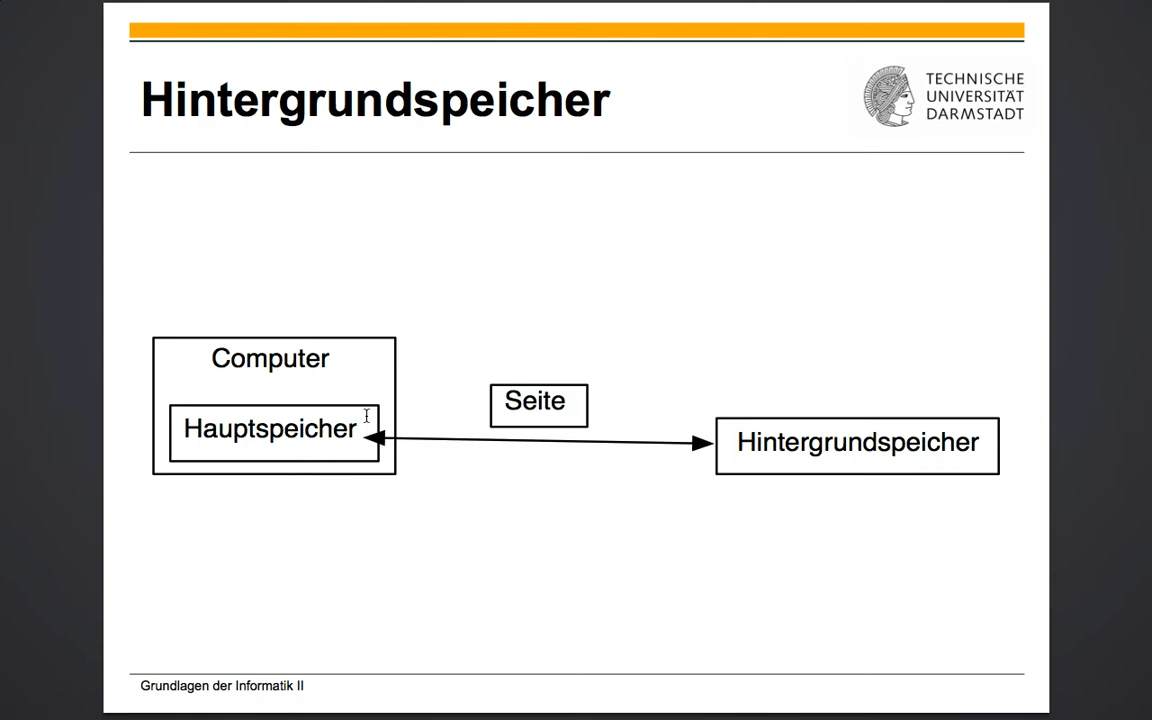 Hintergrundspeicher
TECHNISCHE
UNIVERSITÄT
DARMSTADT
Computer
Hauptspeicher
Seite
Hintergrundspeicher
Grundlagen der Informatik II